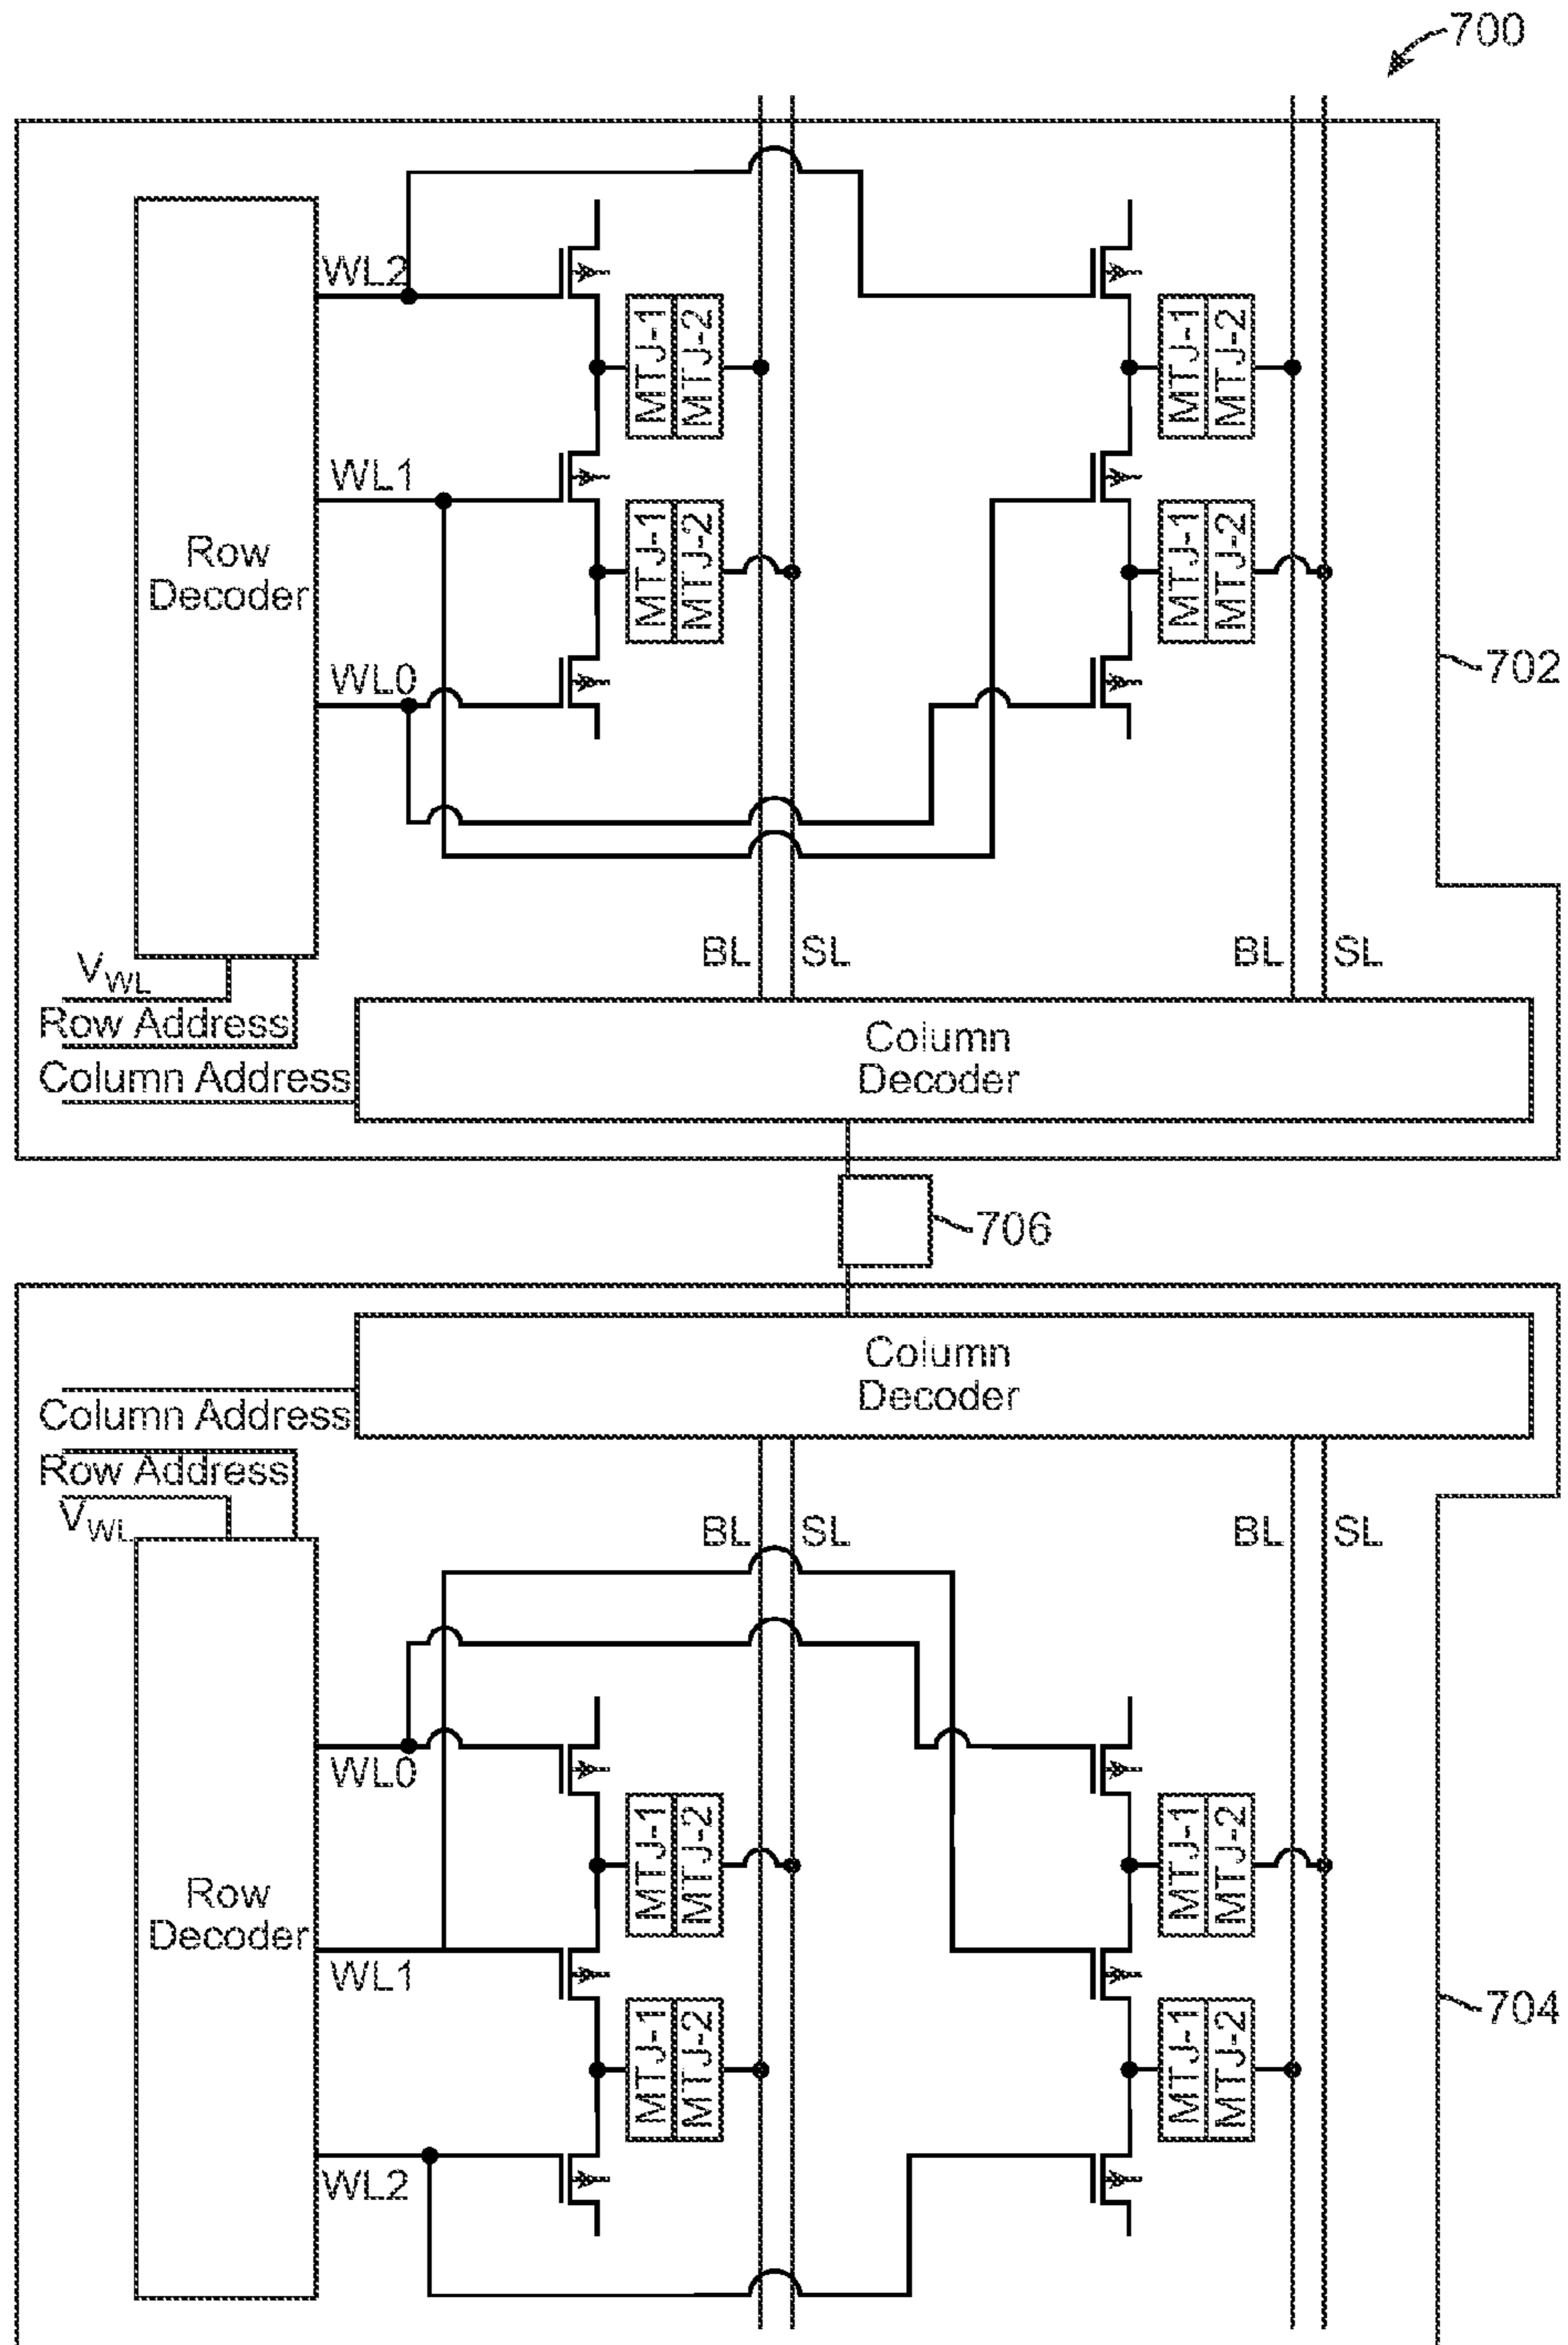 700
WL2
MTJ-1
MTJ-2
MTJ-1
MTJ-2
WL1
MTJ-1
MTJ-2
MTJ-1
MTJ-2
Row
Decoder
WL0
702
BL
SL
BL
SL
VWL
Row Address
Column Address
Column
Decoder
706
Column
Decoder
Column Address
Row Address
VWL
BL
SL
BL
SL
WL0
MTJ-1
MTJ-2
MTJ-1
MTJ-2
Row
Decoder
WL1
MTJ-1
MTJ-2
MTJ-1
MTJ-2
704
WL2